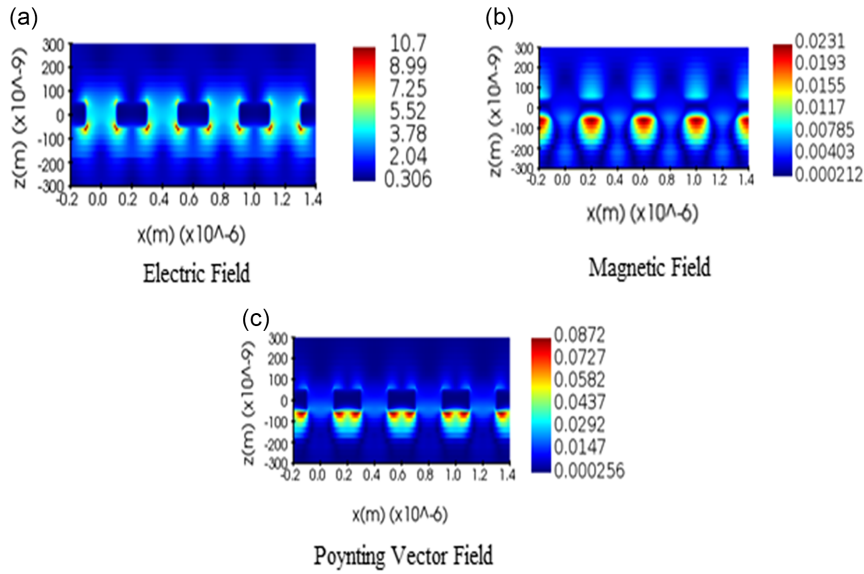 (a)
300
200
100
0
-100
-200
-300
z(m) (x10^-9)
-0.2 0.0 0.2 0.4 0.6 0.8 1.0 1.2 1.4
x(m) (x10^-6)
10.7
8.99
7.25
5.52
3.78
2.04
0.306
Electric Field
(b)
300
200
100
0
-100
-200
-300
z(m) (x10^-9)
-0.2 0.0 0.2 0.4 0.6 0.8 1.0 1.2 1.4
x(m) (x10^-6)
0.0231
0.0193
0.0155
0.0117
0.00785
0.00403
0.000212
Magnetic Field
(c)
300
200
100
0
-100
-200
-300
z(m) (x10^-9)
-0.2 0.0 0.2 0.4 0.6 0.8 1.0 1.2 1.4
x(m) (x10^-6)
0.0872
0.0727
0.0582
0.0437
0.0292
0.0147
0.000256
Poynting Vector Field